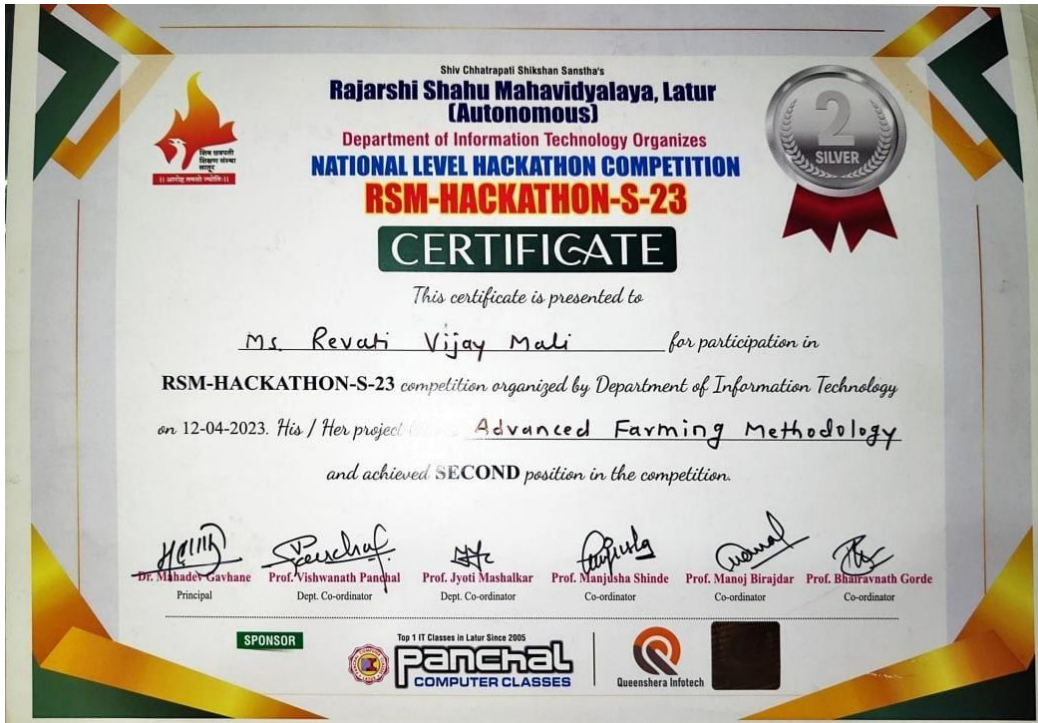 Shiv Chhatrapati Shikshan Sanstha's
Rajarshi Shahu Mahavidyalaya, Latur
(Autonomous)
Department of Information Technology Organizes
NATIONAL LEVEL HACKATHON COMPETITION
RSM-HACKATHON-S-23
शिव छत्रपती
शिक्षण संस्था
लातूर
।। आरोह तमसो ज्योतिः ।।
2
SILVER
CERTIFICATE
This certificate is presented to
Ms. Revati Vijay Mali for participation in
RSM-HACKATHON-S-23 competition organized by Department of Information Technology
on 12-04-2023. His / Her project Advanced Farming Methodology
and achieved SECOND position in the competition.
Dr. Mahadev Gavhane Prof. Vishwanath Panchal Prof. Jyoti Mashalkar Prof. Manjusha Shinde Prof. Manoj Birajdar Prof. Bhairavnath Gorde
Principal Dept. Co-ordinator Dept. Co-ordinator Co-ordinator Co-ordinator Co-ordinator
SPONSOR
Top 1 IT Classes in Latur Since 2005
Panchal
COMPUTER CLASSES
Queenshera Infotech